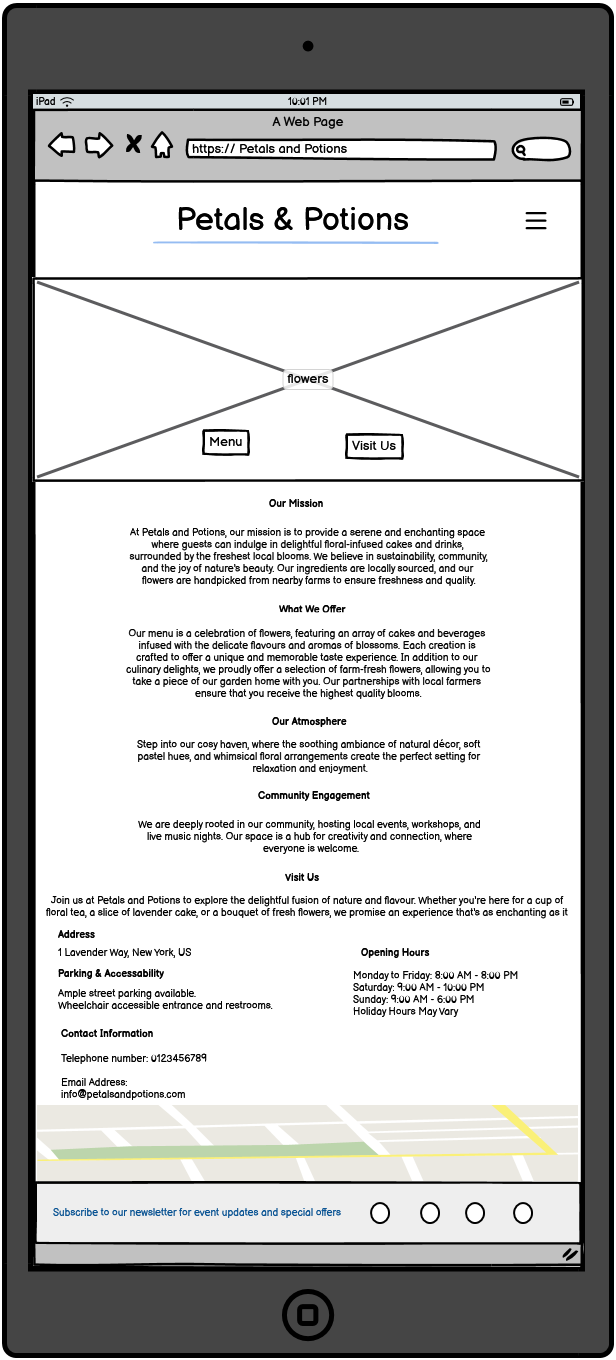 iPad 10:01 PM
A Web Page
https:// Petals and Potions
Petals & Potions
flowers
Menu
Visit Us
Our Mission
At Petals and Potions, our mission is to provide a serene and enchanting space
where guests can indulge in delightful floral-infused cakes and drinks,
surrounded by the freshest local blooms. We believe in sustainability, community,
and the joy of nature's beauty. Our ingredients are locally sourced, and our
flowers are handpicked from nearby farms to ensure freshness and quality.
What We Offer
Our menu is a celebration of flowers, featuring an array of cakes and beverages
infused with the delicate flavours and aromas of blossoms. Each creation is
crafted to offer a unique and memorable taste experience. In addition to our
culinary delights, we proudly offer a selection of farm-fresh flowers, allowing you to
take a piece of our garden home with you. Our partnerships with local farmers
ensure that you receive the highest quality blooms.
Our Atmosphere
Step into our cosy haven, where the soothing ambiance of natural décor, soft
pastel hues, and whimsical floral arrangements create the perfect setting for
relaxation and enjoyment.
Community Engagement
We are deeply rooted in our community, hosting local events, workshops, and
live music nights. Our space is a hub for creativity and connection, where
everyone is welcome.
Visit Us
Join us at Petals and Potions to explore the delightful fusion of nature and flavour. Whether you're here for a cup of
floral tea, a slice of lavender cake, or a bouquet of fresh flowers, we promise an experience that's as enchanting as it
Address
1 Lavender Way, New York, US
Parking & Accessability
Ample street parking available.
Wheelchair accessible entrance and restrooms.
Opening Hours
Monday to Friday: 8:00 AM - 8:00 PM
Saturday: 9:00 AM - 10:00 PM
Sunday: 9:00 AM - 6:00 PM
Holiday Hours May Vary
Contact Information
Telephone number: 0123456789
Email Address:
info@petalsandpotions.com
Subscribe to our newsletter for event updates and special offers